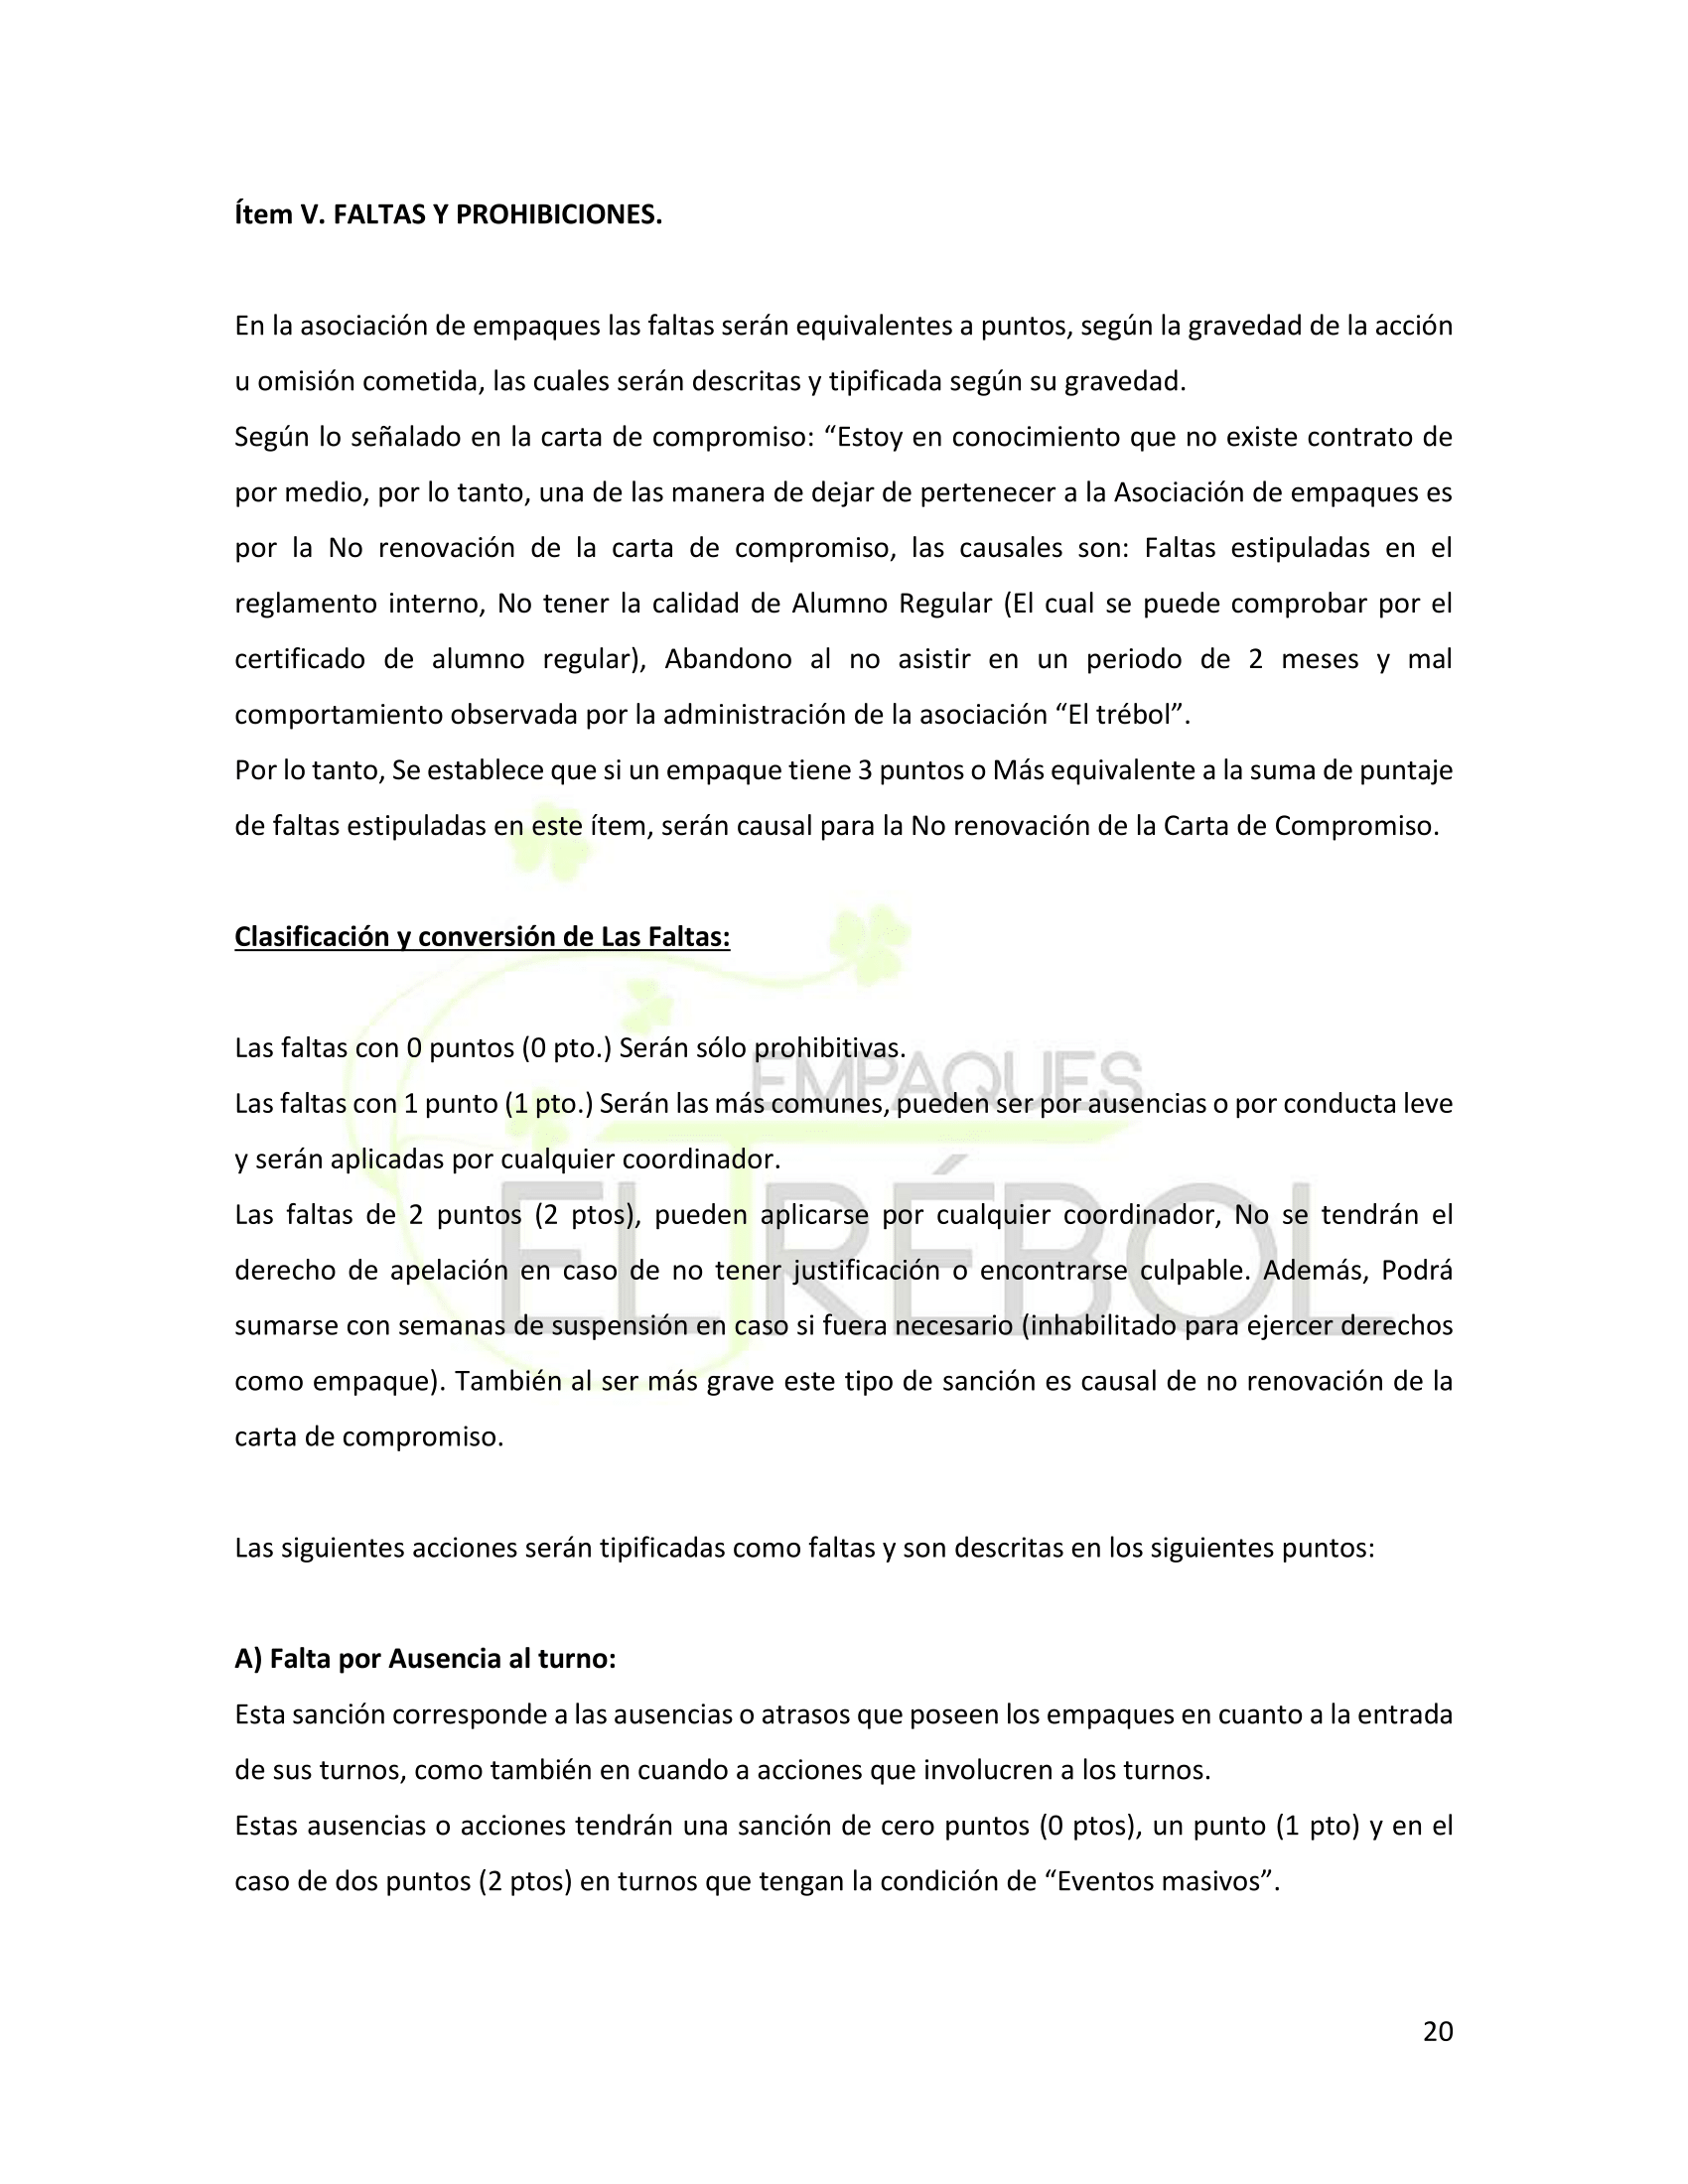 Ítem V. FALTAS Y PROHIBICIONES.
En la asociación de empaques las faltas serán equivalentes a puntos, según la gravedad de la acción
u omisión cometida, las cuales serán descritas y tipificada según su gravedad.
Según lo señalado en la carta de compromiso: “Estoy en conocimiento que no existe contrato de
por medio, por lo tanto, una de las manera de dejar de pertenecer a la Asociación de empaques es
por la No renovación de la carta de compromiso, las causales son: Faltas estipuladas en el
reglamento interno, No tener la calidad de Alumno Regular (El cual se puede comprobar por el
certificado de alumno regular), Abandono al no asistir en un periodo de 2 meses y mal
comportamiento observada por la administración de la asociación “El trébol”.
Por lo tanto, Se establece que si un empaque tiene 3 puntos o Más equivalente a la suma de puntaje
de faltas estipuladas en este ítem, serán causal para la No renovación de la Carta de Compromiso.
Clasificación y conversión de Las Faltas:
Las faltas con 0 puntos (0 pto.) Serán sólo prohibitivas.
EMPAQUES
Las faltas con 1 punto (1 pto.) Serán las más comunes, pueden ser por ausencias o por conducta leve
y serán aplicadas por cualquier coordinador.
Las faltas de 2 puntos (2 ptos), pueden aplicarse por cualquier coordinador, No se tendrán el
derecho de apelación en caso de no tener justificación o encontrarse culpable. Además, Podrá
EL TRÉBOL
sumarse con semanas de suspensión en caso si fuera necesario (inhabilitado para ejercer derechos
como empaque). También al ser más grave este tipo de sanción es causal de no renovación de la
carta de compromiso.
Las siguientes acciones serán tipificadas como faltas y son descritas en los siguientes puntos:
A) Falta por Ausencia al turno:
Esta sanción corresponde a las ausencias o atrasos que poseen los empaques en cuanto a la entrada
de sus turnos, como también en cuando a acciones que involucren a los turnos.
Estas ausencias o acciones tendrán una sanción de cero puntos (0 ptos), un punto (1 pto) y en el
caso de dos puntos (2 ptos) en turnos que tengan la condición de “Eventos masivos”.
20